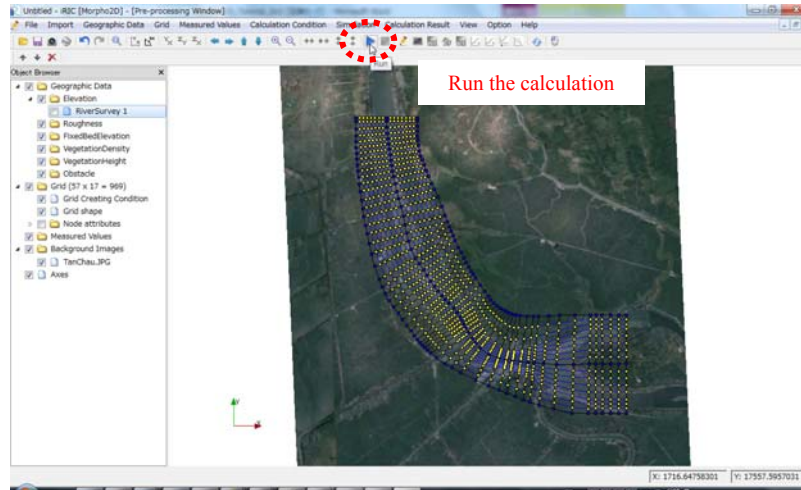 Untitled - iRIC [Morpho2D] - [Pre-processing Window]
File Import Geographic Data Grid Measured Values Calculation Condition Calculation Result View Option Help
Run
Run the calculation
Object Browser
Geographic Data
Elevation
RiverSurvey 1
Roughness
FixedBedElevation
VegetationDensity
VegetationHeight
Obstacle
Grid (57 x 17 = 969)
Grid Creating Condition
Grid shape
Node attributes
Measured Values
Background Images
TanChau.JPG
Axes
Y
X
X: 1716.64758301 Y: 17557.5957031